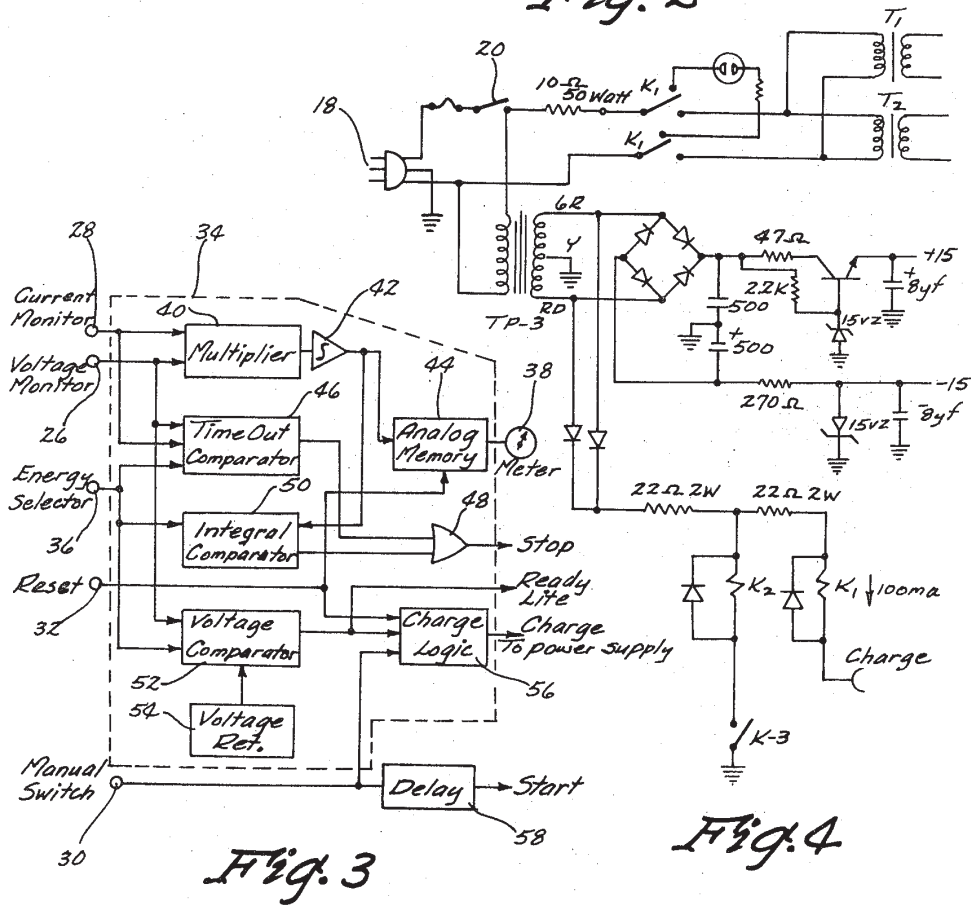 Fig. 2
T1
20
10Ω
50 Watt
K1
T2
18
K1
6R
Y
RD
TP-3
47Ω
+15
2.2K
+
8yf
500
15VZ
+
500
-15
270Ω
15VZ
-
8yf
22Ω 2W
22Ω 2W
K2
K1
100ma
Charge
K-3
Fig. 4
28
34
Current
Monitor
40
42
Multiplier
Voltage
Monitor
26
46
44
38
TimeOut
Comparator
Analog
Memory
Meter
Energy
Selector
36
50
48
Integral
Comparator
Stop
Reset
32
Ready
Lite
Voltage
Comparator
Charge
Logic
Charge
To power supply
52
56
54
Voltage
Ret.
Manual
Switch
30
Delay
Start
58
Fig. 3